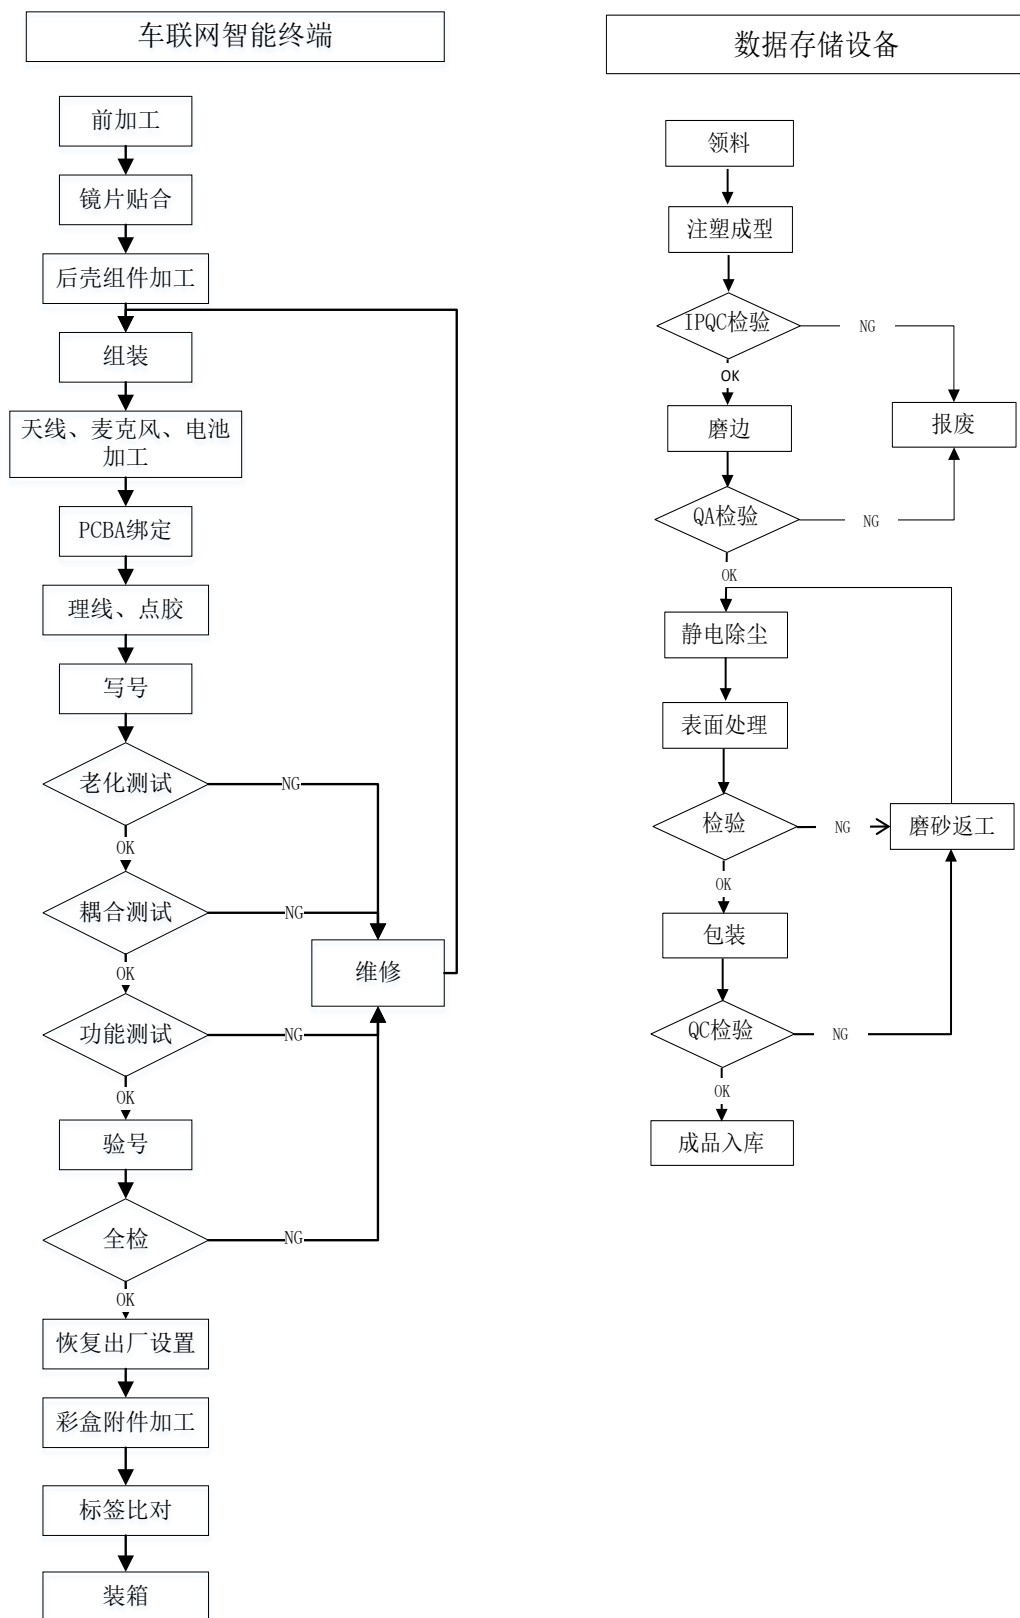 车联网智能终端
前加工
镜片贴合
后壳组件加工
组装
天线、麦克风、电池
加工
PCBA绑定
理线、点胶
写号
老化测试
NG
OK
耦合测试
NG
维修
OK
功能测试
NG
OK
验号
全检
NG
OK
恢复出厂设置
彩盒附件加工
标签比对
装箱
数据存储设备
领料
注塑成型
IPQC检验
NG
OK
报废
磨边
QA检验
NG
OK
静电除尘
表面处理
检验
NG
磨砂返工
OK
包装
QC检验
NG
OK
成品入库